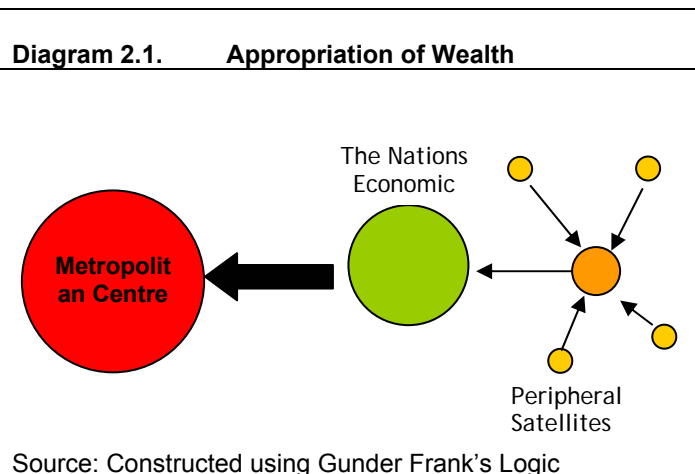 Diagram 2.1. Appropriation of Wealth
The Nations
Economic
Metropolit
an Centre
Peripheral
Satellites
Source: Constructed using Gunder Frank's Logic